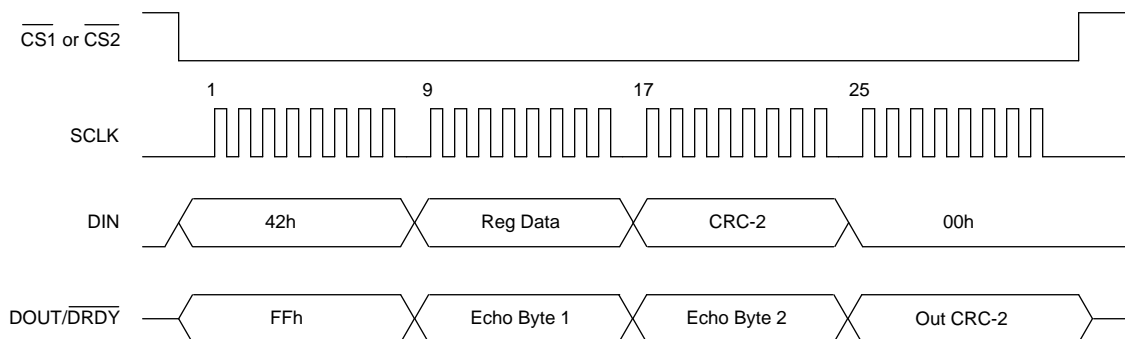 CS1 or CS2
1 9 17 25
SCLK
DIN 42h Reg Data CRC-2 00h
DOUT/DRDY FFh Echo Byte 1 Echo Byte 2 Out CRC-2